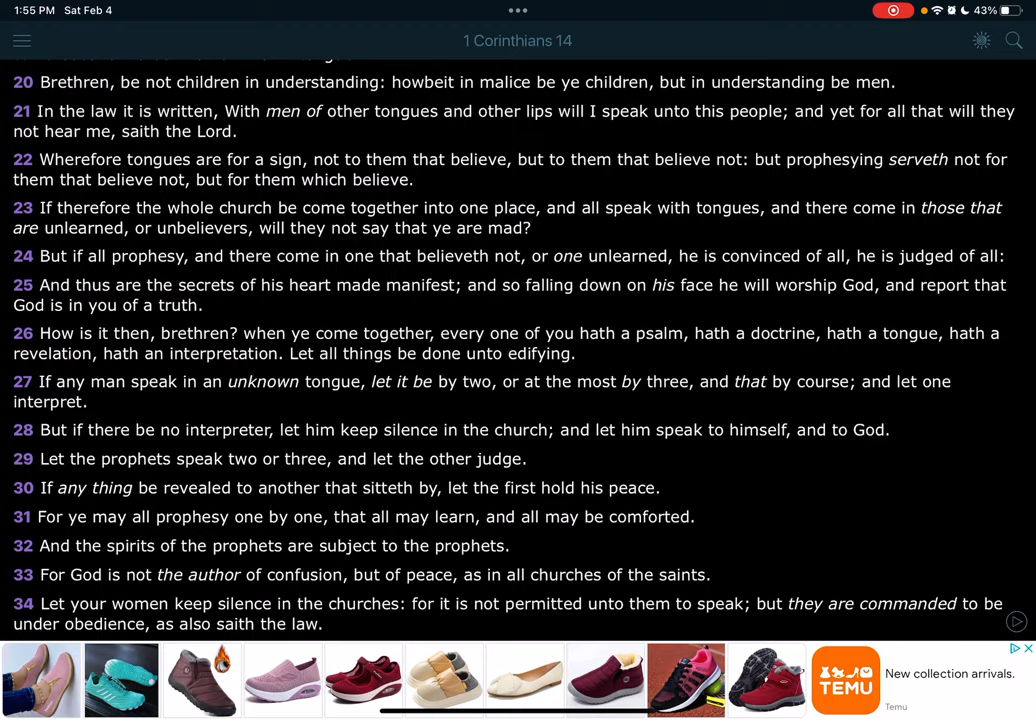 1:55 PM Sat Feb 4
43%
1 Corinthians 14
20 Brethren, be not children in understanding: howbeit in malice be ye children, but in understanding be men.
21 In the law it is written, With men of other tongues and other lips will I speak unto this people; and yet for all that will they
not hear me, saith the Lord.
22 Wherefore tongues are for a sign, not to them that believe, but to them that believe not: but prophesying serveth not for
them that believe not, but for them which believe.
23 If therefore the whole church be come together into one place, and all speak with tongues, and there come in those that
are unlearned, or unbelievers, will they not say that ye are mad?
24 But if all prophesy, and there come in one that believeth not, or one unlearned, he is convinced of all, he is judged of all:
25 And thus are the secrets of his heart made manifest; and so falling down on his face he will worship God, and report that
God is in you of a truth.
26 How is it then, brethren? when ye come together, every one of you hath a psalm, hath a doctrine, hath a tongue, hath a
revelation, hath an interpretation. Let all things be done unto edifying.
27 If any man speak in an unknown tongue, let it be by two, or at the most by three, and that by course; and let one
interpret.
28 But if there be no interpreter, let him keep silence in the church; and let him speak to himself, and to God.
29 Let the prophets speak two or three, and let the other judge.
30 If any thing be revealed to another that sitteth by, let the first hold his peace.
31 For ye may all prophesy one by one, that all may learn, and all may be comforted.
32 And the spirits of the prophets are subject to the prophets.
33 For God is not the author of confusion, but of peace, as in all churches of the saints.
34 Let your women keep silence in the churches: for it is not permitted unto them to speak; but they are commanded to be
under obedience, as also saith the law.
TEMU
New collection arrivals.
Temu